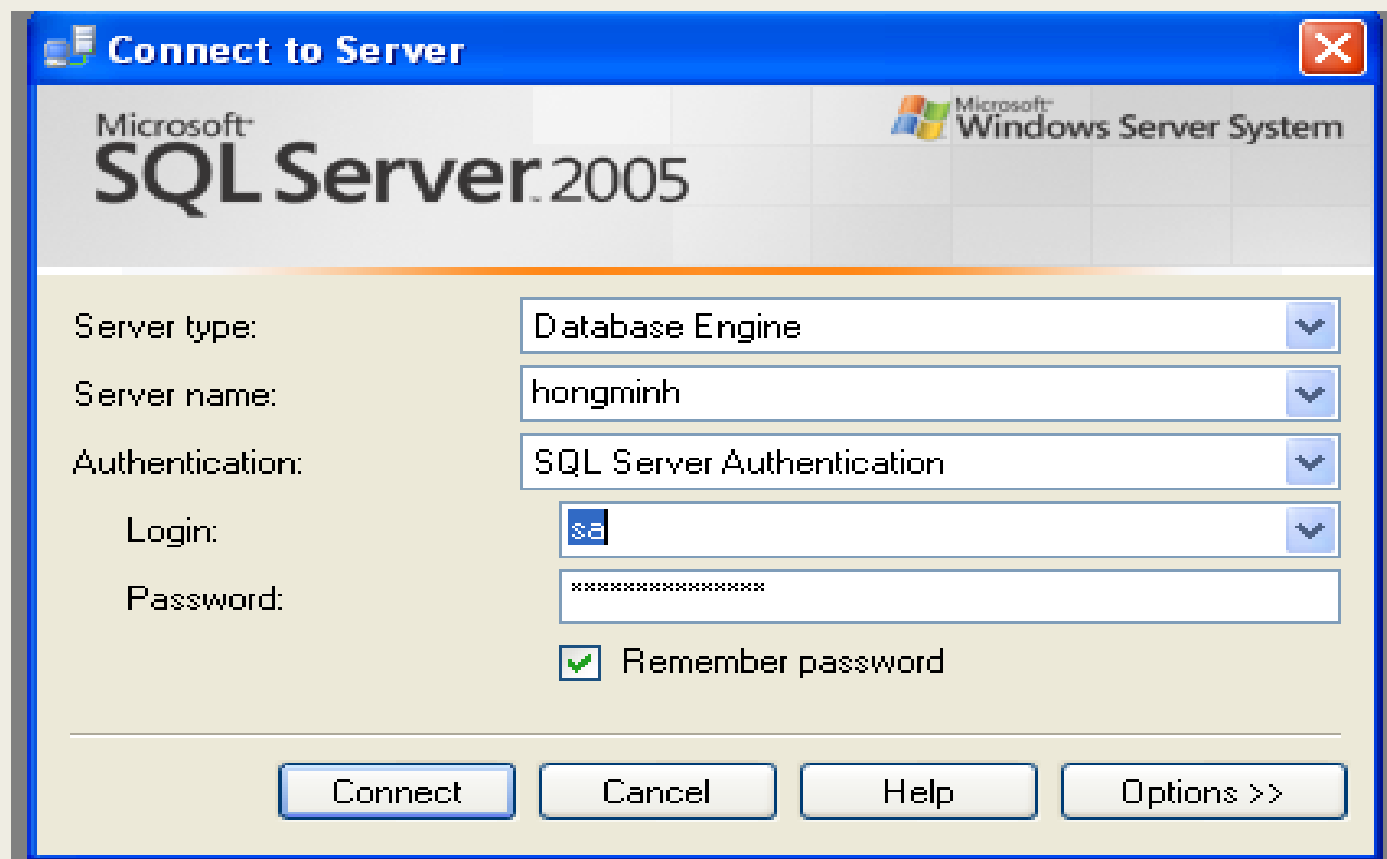 Connect to Server
Microsoft
SQL Server 2005
Microsoft
Windows Server System
Server type: Database Engine
Server name: hongminh
Authentication: SQL Server Authentication
Login: sa
Password: ***************
Remember password
Connect Cancel Help Options >>